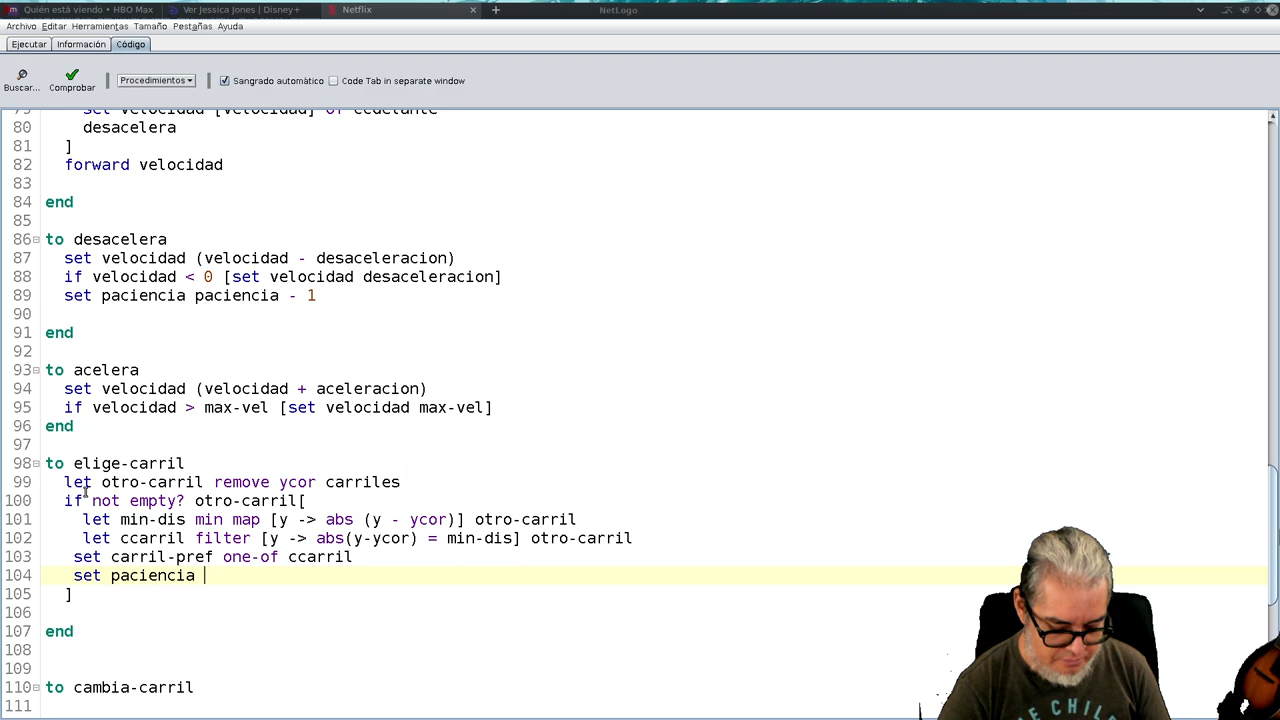 Quién está viendo • HBO Max
Ver Jessica Jones | Disney+
Netflix
NetLogo
Archivo Editar Herramientas Tamaño Pestañas Ayuda
Ejecutar Información Código
Buscar... Comprobar Procedimientos Sangrado automático Code Tab in separate window
79 set velocidad [velocidad] of cedelante
80 desacelera
81 ]
82 forward velocidad
83
84 end
85
86 to desacelera
87 set velocidad (velocidad - desaceleracion)
88 if velocidad < 0 [set velocidad desaceleracion]
89 set paciencia paciencia - 1
90
91 end
92
93 to acelera
94 set velocidad (velocidad + aceleracion)
95 if velocidad > max-vel [set velocidad max-vel]
96 end
97
98 to elige-carril
99 let otro-carril remove ycor carriles
100 if not empty? otro-carril[
101 let min-dis min map [y -> abs (y - ycor)] otro-carril
102 let ccarril filter [y -> abs(y-ycor) = min-dis] otro-carril
103 set carril-pref one-of ccarril
104 set paciencia
105 ]
106
107 end
108
109
110 to cambia-carril
111